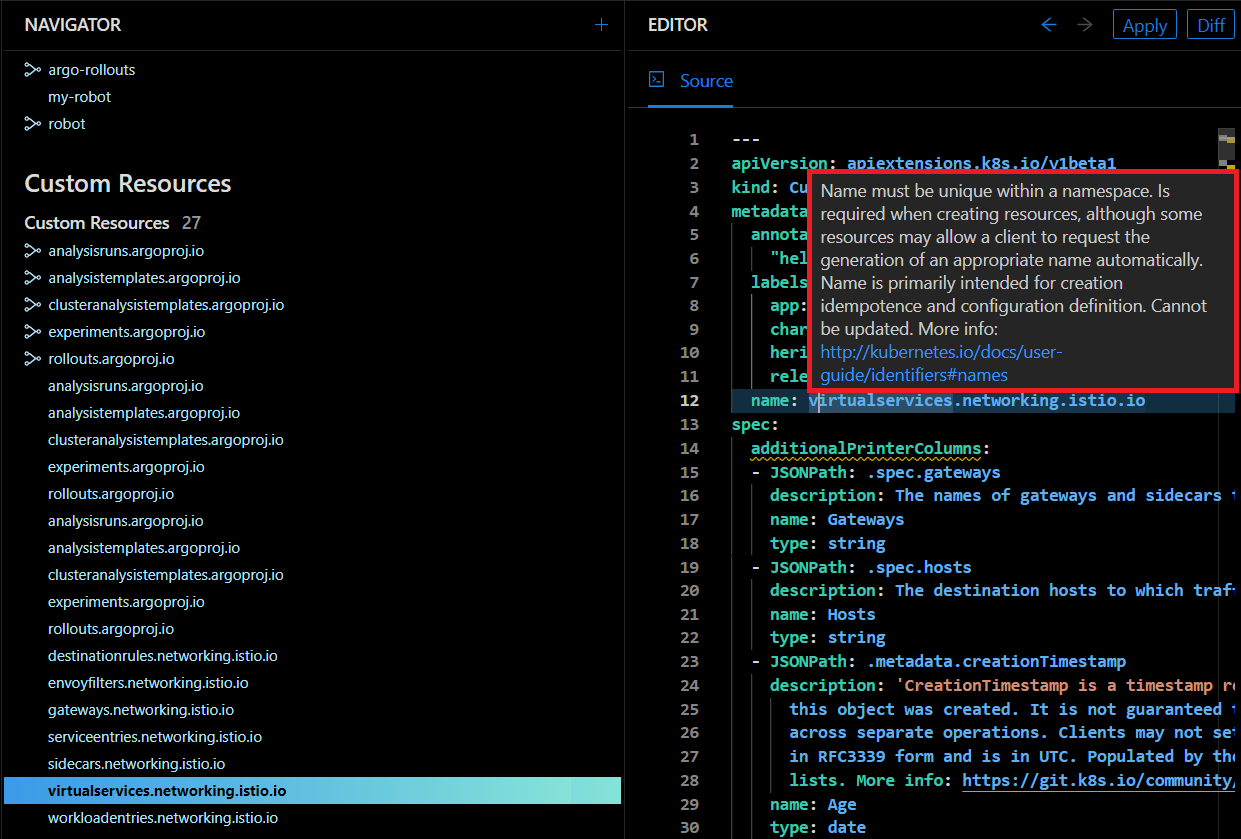 NAVIGATOR
argo-rollouts
my-robot
robot
Custom Resources
Custom Resources 27
analysisruns.argoproj.io
analysistemplates.argoproj.io
clusteranalysistemplates.argoproj.io
experiments.argoproj.io
rollouts.argoproj.io
analysisruns.argoproj.io
analysistemplates.argoproj.io
clusteranalysistemplates.argoproj.io
experiments.argoproj.io
rollouts.argoproj.io
analysisruns.argoproj.io
analysistemplates.argoproj.io
clusteranalysistemplates.argoproj.io
experiments.argoproj.io
rollouts.argoproj.io
destinationrules.networking.istio.io
envoyfilters.networking.istio.io
gateways.networking.istio.io
serviceentries.networking.istio.io
sidecars.networking.istio.io
virtualservices.networking.istio.io
workloadentries.networking.istio.io
EDITOR
Apply
Diff
Source
1 ---
2 apiVersion: apiextensions.k8s.io/v1beta1
3 kind: Cu
4 metadata
5 annota
6 "hel
7 labels
8 app:
9 char
10 heri
11 rele
Name must be unique within a namespace. Is
required when creating resources, although some
resources may allow a client to request the
generation of an appropriate name automatically.
Name is primarily intended for creation
idempotence and configuration definition. Cannot
be updated. More info:
http://kubernetes.io/docs/user-
guide/identifiers#names
12 name: virtualservices.networking.istio.io
13 spec:
14 additionalPrinterColumns:
15 - JSONPath: .spec.gateways
16 description: The names of gateways and sidecars t
17 name: Gateways
18 type: string
19 - JSONPath: .spec.hosts
20 description: The destination hosts to which traf
21 name: Hosts
22 type: string
23 - JSONPath: .metadata.creationTimestamp
24 description: 'CreationTimestamp is a timestamp re
25 this object was created. It is not guaranteed t
26 across separate operations. Clients may not set
27 in RFC3339 form and is in UTC. Populated by the
28 lists. More info: https://git.k8s.io/community/
29 name: Age
30 type: date